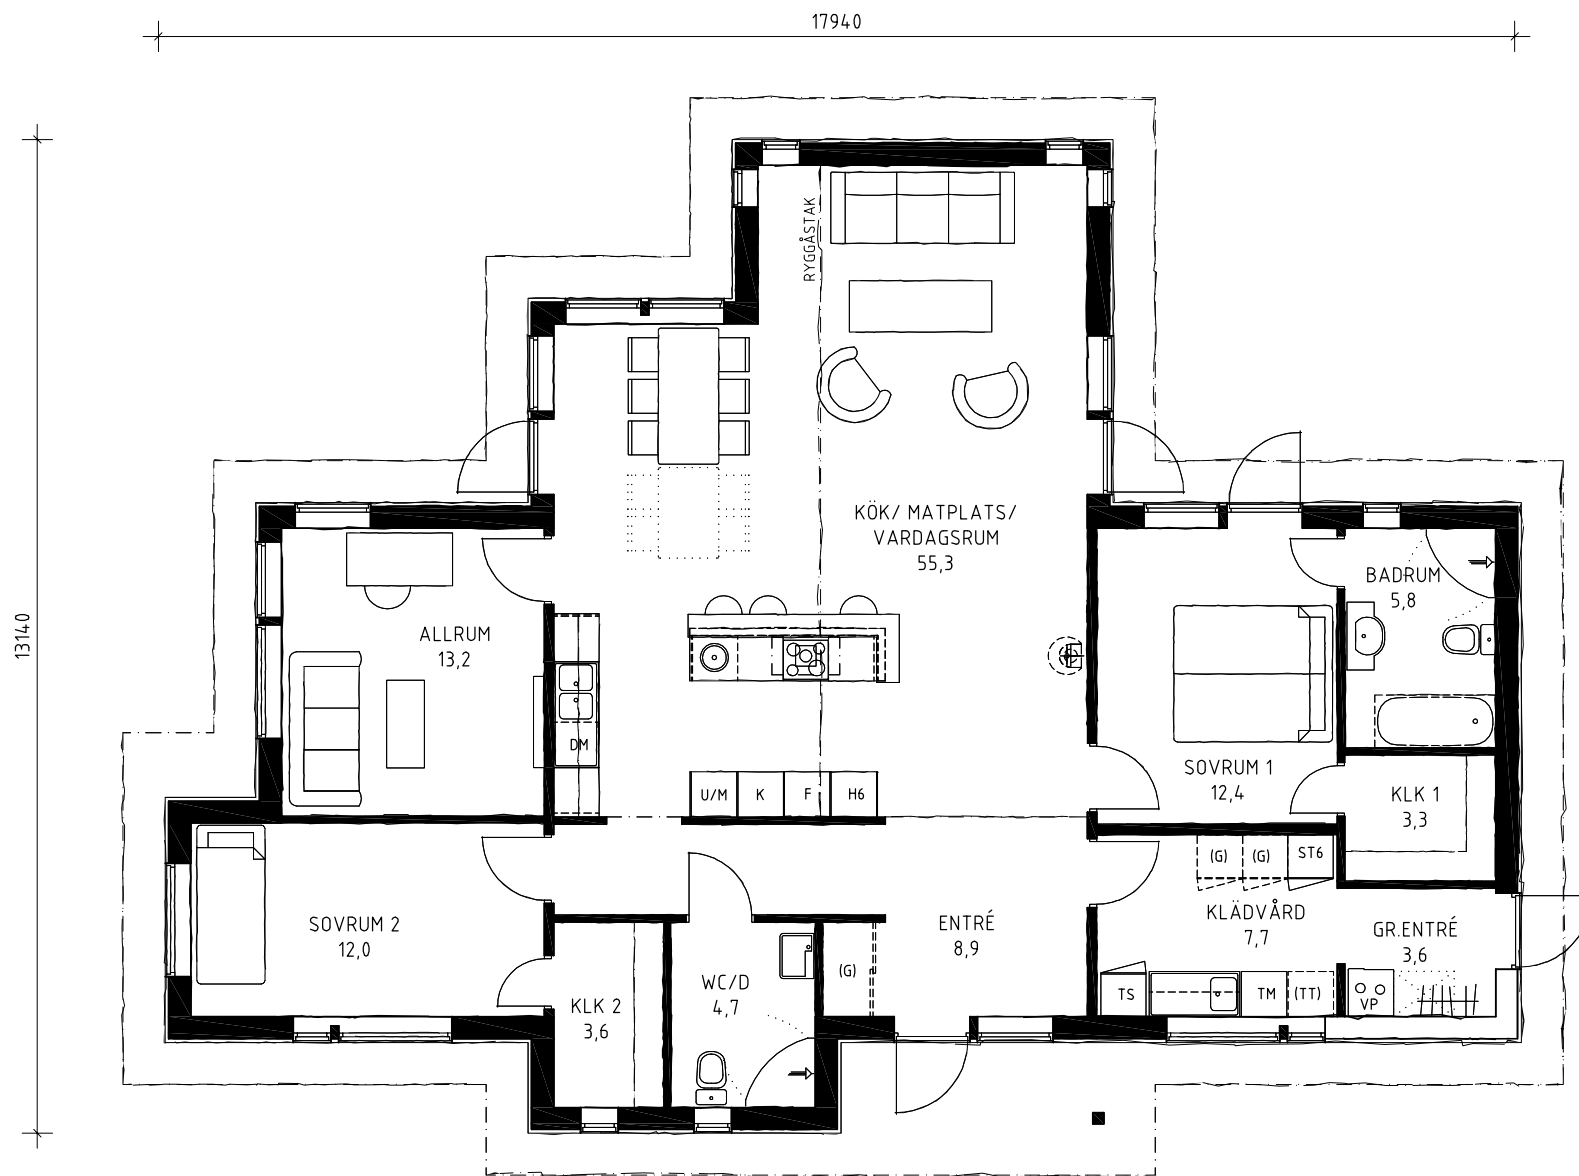 17940
13140
RYGGÅSTAK
KÖK/ MATPLATS/
VARDAGSRUM
55,3
BADRUM
5,8
ALLRUM
13,2
DM
U/M
K
F
H6
SOVRUM 1
12,4
KLK 1
3,3
(G)
(G)
ST6
SOVRUM 2
12,0
ENTRÉ
8,9
KLÄDVÅRD
7,7
GR.ENTRÉ
3,6
KLK 2
3,6
WC/D
4,7
(G)
TS
TM
(TT)
VP